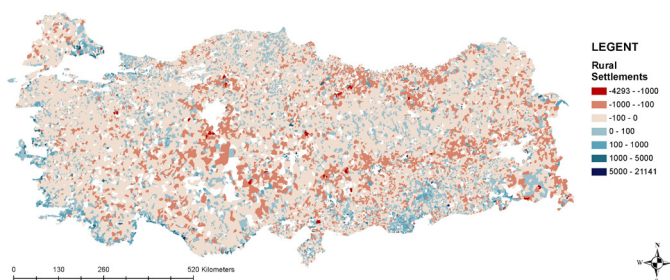 LEGENT
Rural
Settlements
-4293 - -1000
-1000 - -100
-100 - 0
0 - 100
100 - 1000
1000 - 5000
5000 - 21141
0 130 260 520 Kilometers
N
W
S